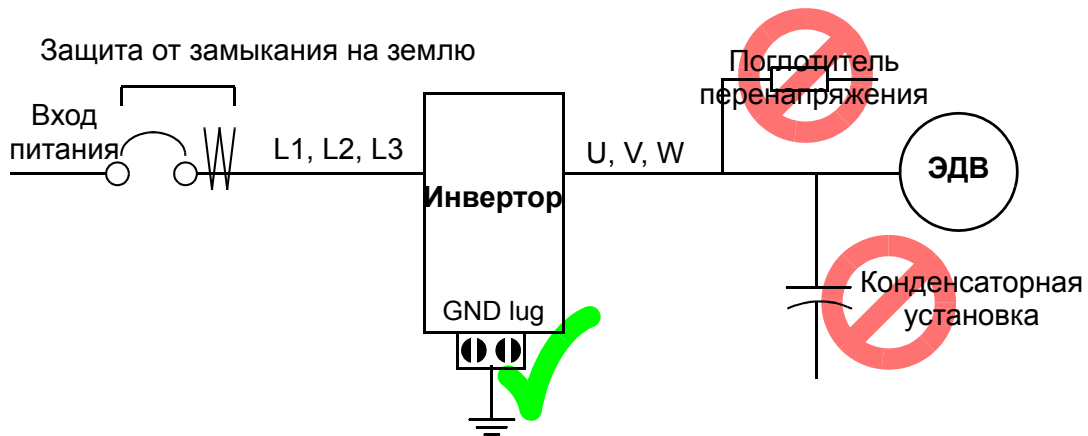 Защита от замыкания на землю
Вход
питания
L1, L2, L3
Инвертор
GND lug
U, V, W
Поглотитель
перенапряжения
ЭДВ
Конденсаторная
установка